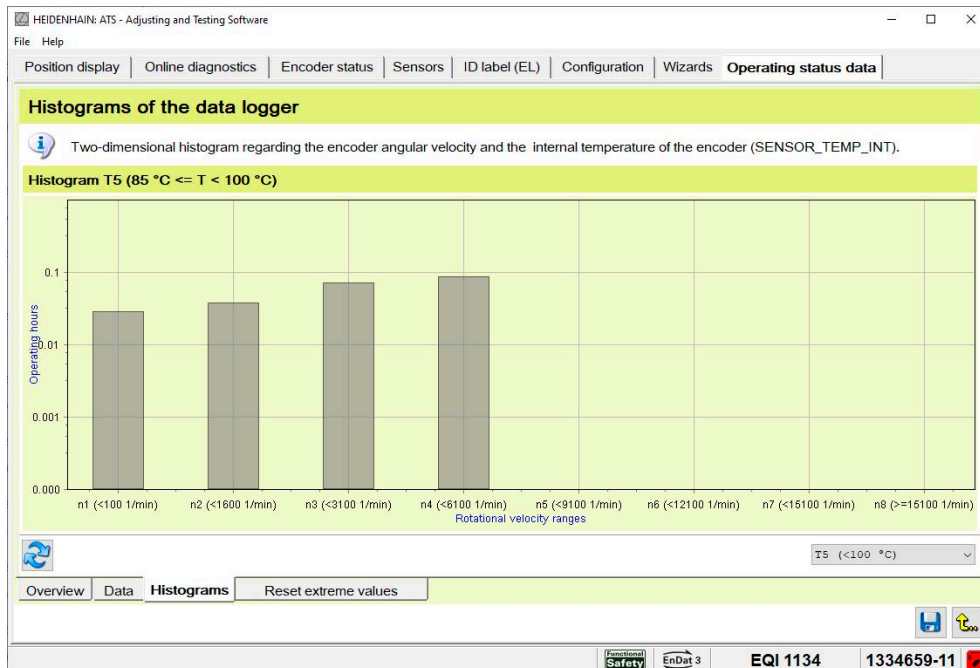 HEIDENHAIN: ATS - Adjusting and Testing Software
File Help
Position display Online diagnostics Encoder status Sensors ID label (EL) Configuration Wizards Operating status data
Histograms of the data logger
Two-dimensional histogram regarding the encoder angular velocity and the internal temperature of the encoder (SENSOR_TEMP_INT).
Histogram T5 (85 °C <= T < 100 °C)
Operating hours
0.1
0.01
0.001
0.000
n1 (<100 1/min) n2 (<1600 1/min) n3 (<3100 1/min) n4 (<6100 1/min) n5 (<9100 1/min) n6 (<12100 1/min) n7 (<15100 1/min) n8 (>=15100 1/min)
Rotational velocity ranges
T5 (<100 °C)
Overview Data Histograms Reset extreme values
Functional Safety EnDat 3 EQI 1134 1334659-11